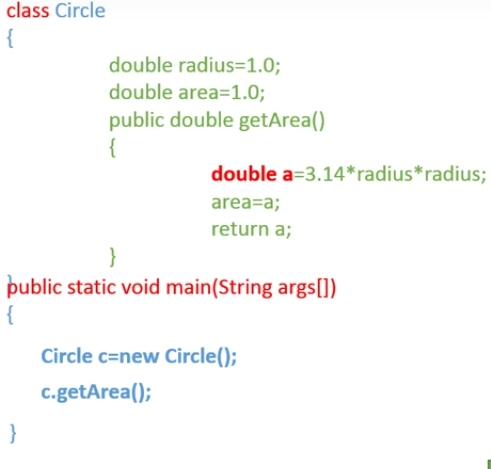 class Circle
{
double radius=1.0;
double area=1.0;
public double getArea()
{
double a=3.14*radius*radius;
area=a;
return a;
}
}
public static void main(String args[])
{
Circle c=new Circle();
c.getArea();
}